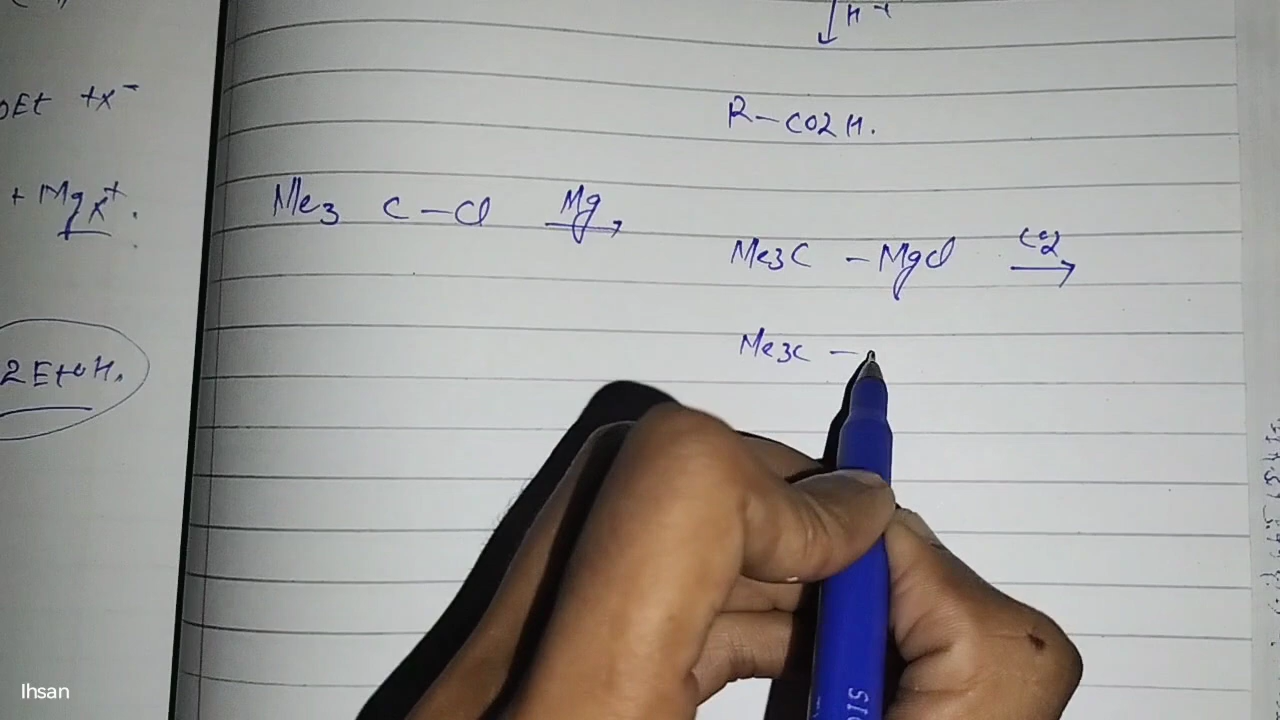 H+
OEt +x-
R-CO2H.
+ Mgx+.
Me3 C-Cl Mg
Me3C -MgCl CO2
Me3C -
2EtOH.
Ihsan